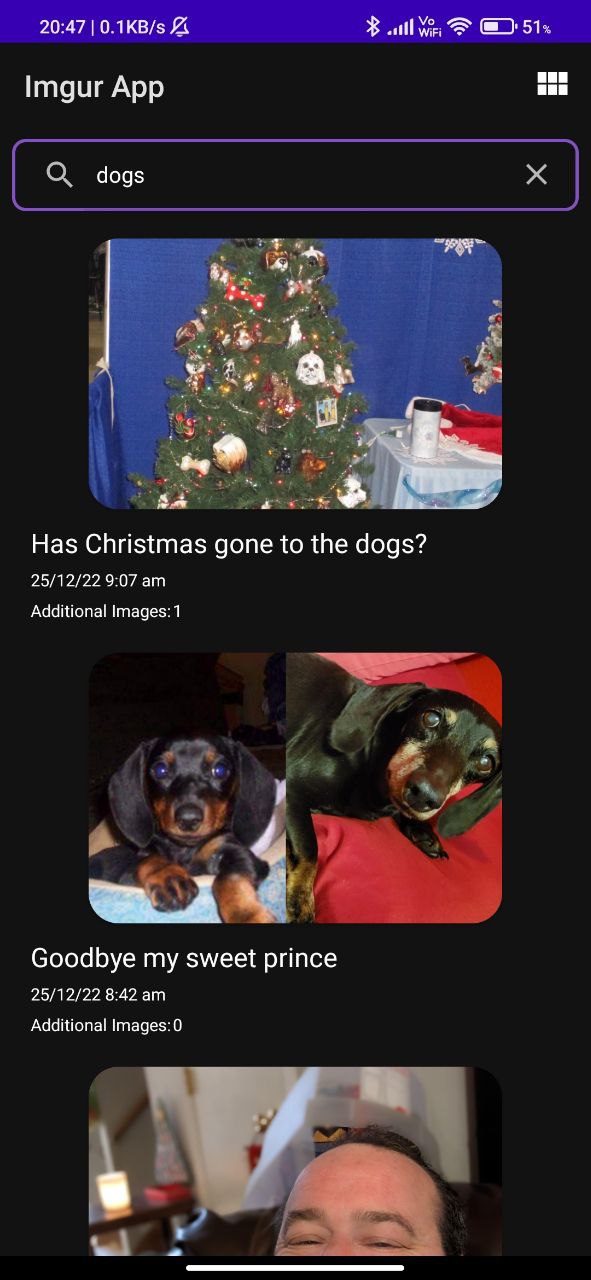 20:47 | 0.1KB/s
Vo
WiFi
51%
Imgur App
dogs
Has Christmas gone to the dogs?
25/12/22 9:07 am
Additional Images: 1
Goodbye my sweet prince
25/12/22 8:42 am
Additional Images: 0